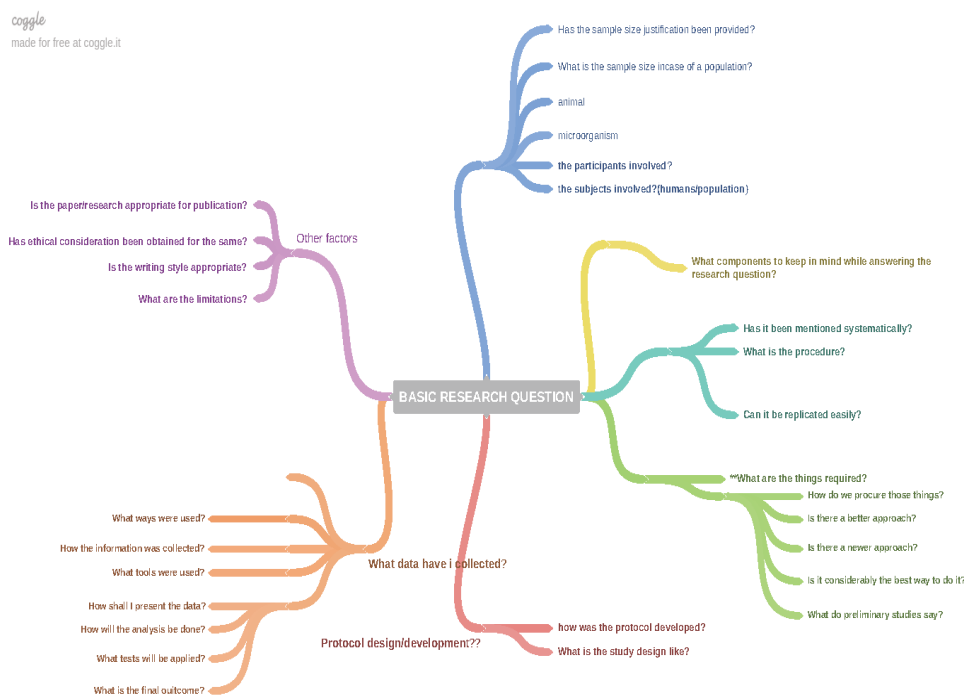 coggle
made for free at coggle.it
Has the sample size justification been provided?
What is the sample size incase of a population?
animal
microorganism
the participants involved?
the subjects involved?(humans/population)
Is the paper/research appropriate for publication?
Other factors
Has ethical consideration been obtained for the same?
Is the writing style appropriate?
What are the limitations?
What components to keep in mind while answering the
research question?
Has it been mentioned systematically?
What is the procedure?
Can it be replicated easily?
BASIC RESEARCH QUESTION
**What are the things required?
How do we procure those things?
Is there a better approach?
Is there a newer approach?
Is it considerably the best way to do it?
What do preliminary studies say?
What ways were used?
How the information was collected?
What data have i collected?
What tools were used?
How shall I present the data?
How will the analysis be done?
What tests will be applied?
What is the final ouitcome?
Protocol design/development??
how was the protocol developed?
What is the study design like?